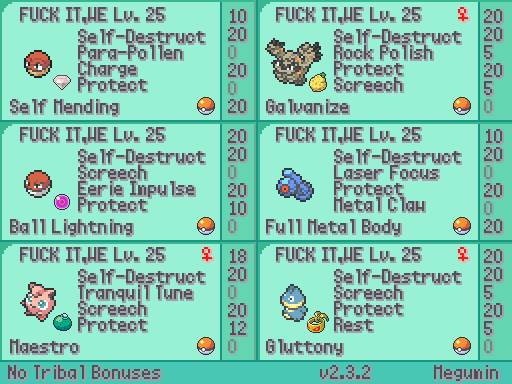 FUCK IT,WE Lv. 25 10
Self-Destruct 20
Para-Pollen 0
Charge 20
Protect 0
Self Mending 20
FUCK IT,WE Lv. 25 ♀ 20
Self-Destruct 20
Rock Polish 5
Protect 20
Screech 5
Galvanize 0
FUCK IT,WE Lv. 25 20
Self-Destruct 20
Screech 0
Eerie Impulse 20
Protect 10
Ball Lightning 0
FUCK IT,WE Lv. 25 10
Self-Destruct 20
Laser Focus 0
Protect 20
Metal Claw 0
Full Metal Body 20
FUCK IT,WE Lv. 25 ♀ 18
Self-Destruct 20
Tranquil Tune 0
Screech 20
Protect 12
Maestro 0
FUCK IT,WE Lv. 25 ♀ 20
Self-Destruct 20
Screech 5
Protect 20
Rest 5
Gluttony 0
No Tribal Bonuses v2.3.2 Megumin